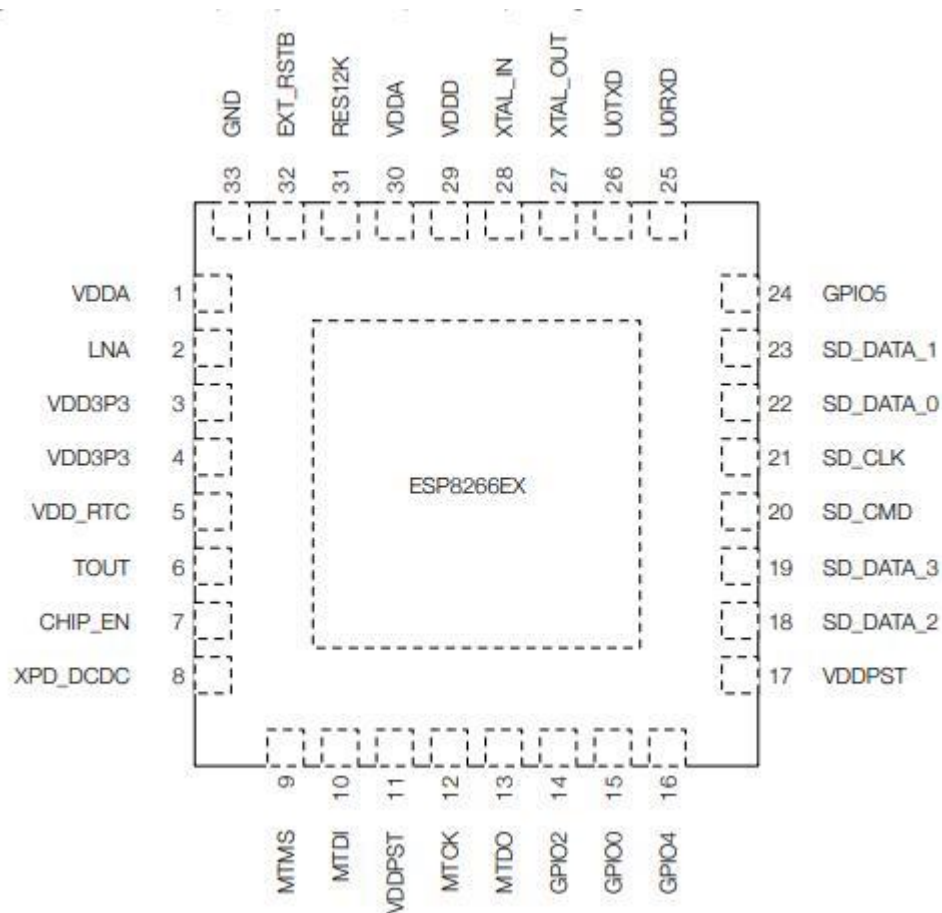 GND
EXT_RSTB
RES12K
VDDA
VDDD
XTAL_IN
XTAL_OUT
U0TXD
U0RXD
33
32
31
30
29
28
27
26
25
VDDA 1
LNA 2
VDD3P3 3
VDD3P3 4
VDD_RTC 5
TOUT 6
CHIP_EN 7
XPD_DCDC 8
ESP8266EX
24 GPIO5
23 SD_DATA_1
22 SD_DATA_0
21 SD_CLK
20 SD_CMD
19 SD_DATA_3
18 SD_DATA_2
17 VDDPST
9
10
11
12
13
14
15
16
MTMS
MTDI
VDDPST
MTCK
MTDO
GPIO2
GPIO0
GPIO4